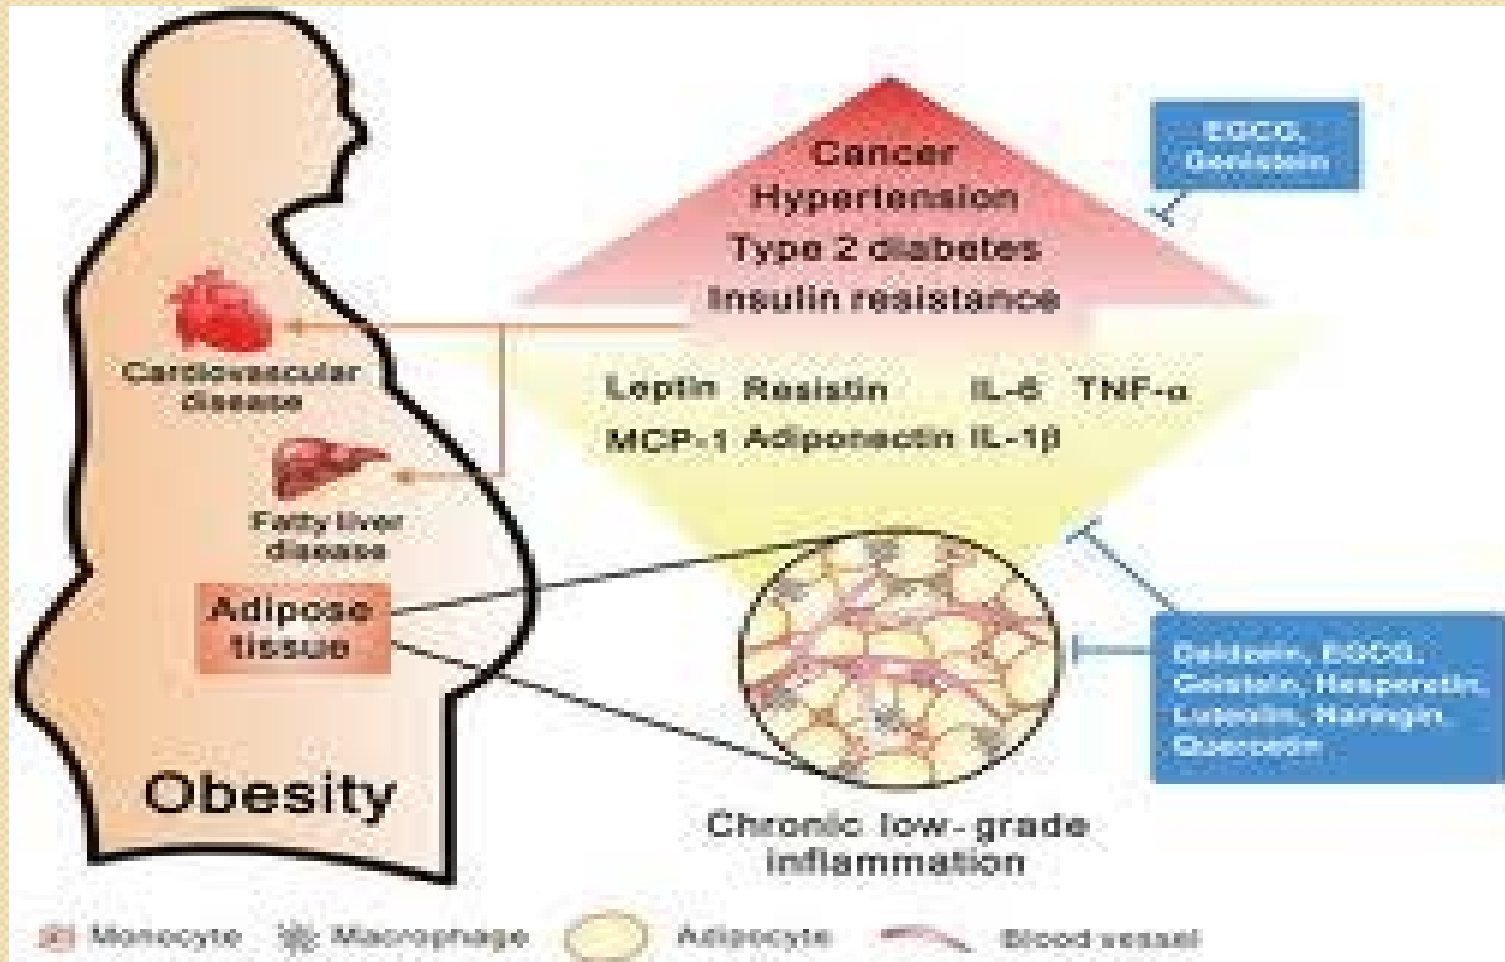 Cancer
Hypertension
Type 2 diabetes
Insulin resistance
EGCG,
Genistein
Cardiovascular
disease
Leptin Resistin IL-6 TNF-α
MCP-1 Adiponectin IL-1β
Fatty liver
disease
Adipose
tissue
Daidzein, EGCG,
Geistein, Hesperetin,
Luteolin, Naringin,
Quercetin
Obesity
Chronic low-grade
inflammation
Monocyte Macrophage Adipocyte Blood vessel